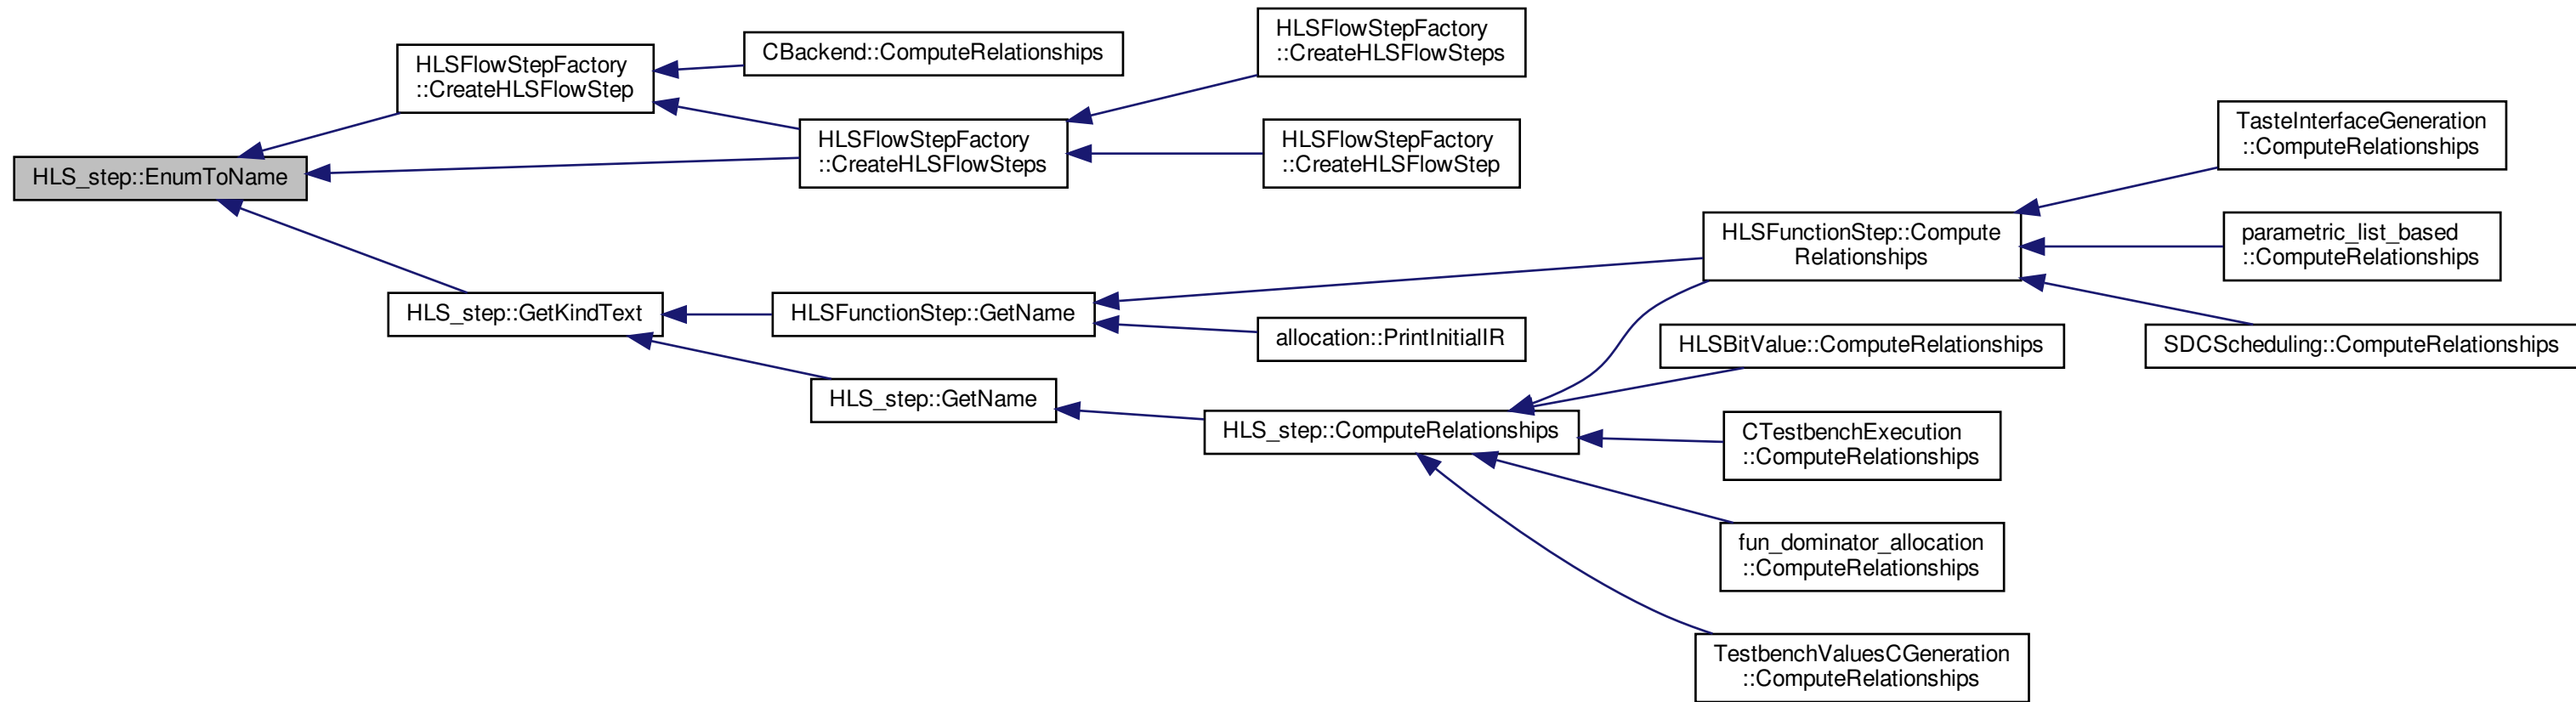 HLS_step::EnumToName
HLSFlowStepFactory
::CreateHLSFlowStep
CBackend::ComputeRelationships
HLSFlowStepFactory
::CreateHLSFlowSteps
HLSFlowStepFactory
::CreateHLSFlowSteps
HLSFlowStepFactory
::CreateHLSFlowStep
HLS_step::GetKindText
HLSFunctionStep::GetName
allocation::PrintInitialIR
HLS_step::GetName
HLS_step::ComputeRelationships
HLSFunctionStep::Compute
Relationships
TasteInterfaceGeneration
::ComputeRelationships
parametric_list_based
::ComputeRelationships
SDCScheduling::ComputeRelationships
HLSBitValue::ComputeRelationships
CTestbenchExecution
::ComputeRelationships
fun_dominator_allocation
::ComputeRelationships
TestbenchValuesCGeneration
::ComputeRelationships